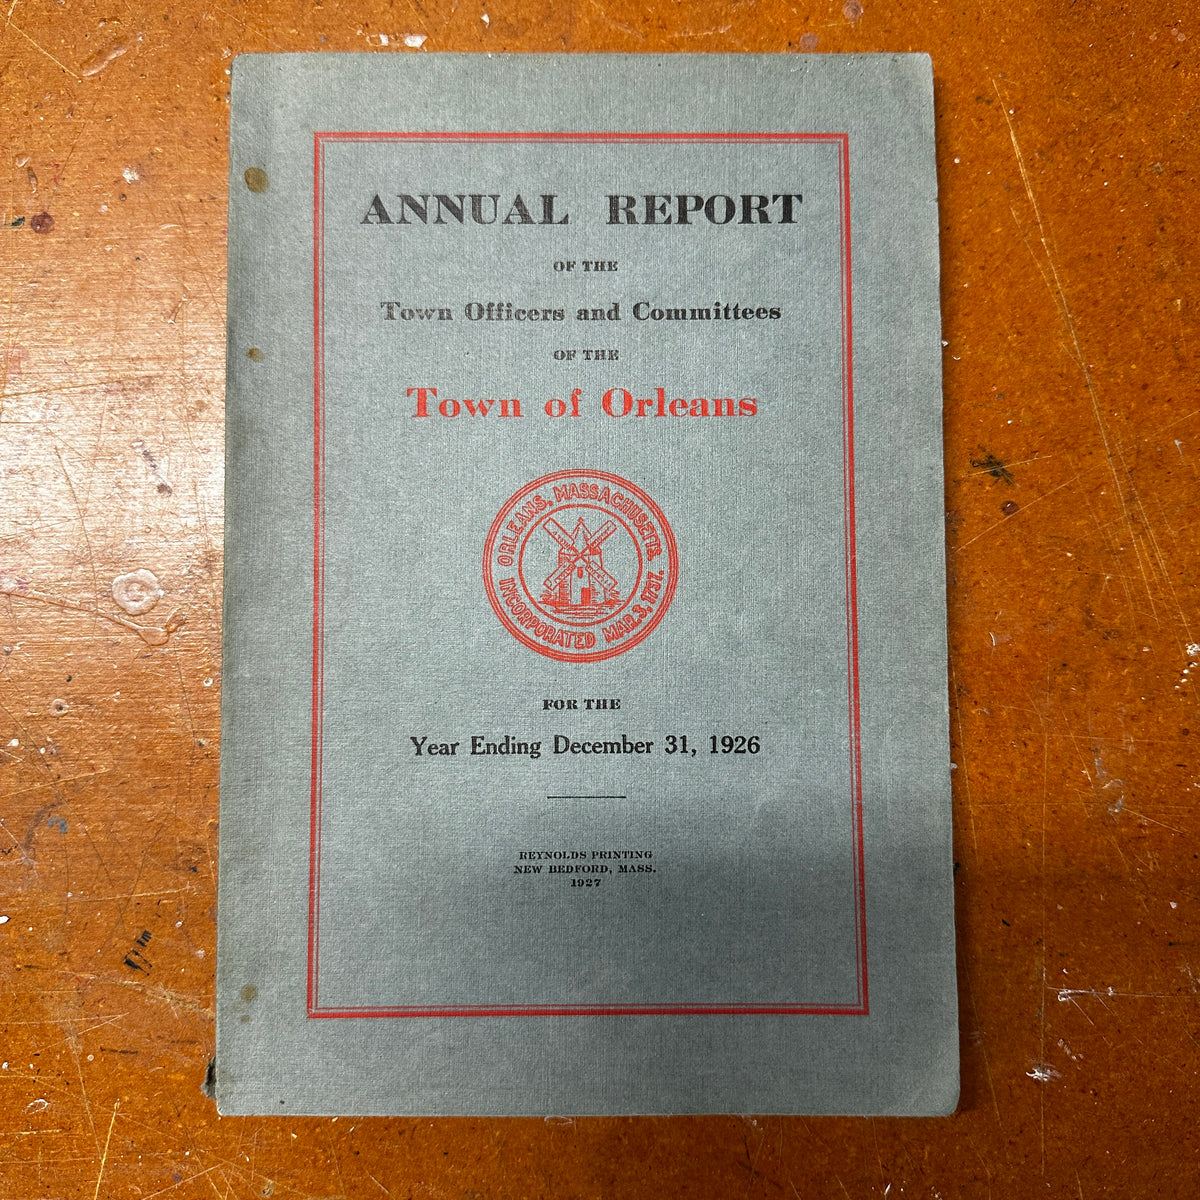 ANNUAL REPORT
OF THE
Town Officers and Committees
OF THE
Town of Orleans
ORLEANS, MASSACHUSETTS
INCORPORATED MAR. 3, 1797.
FOR THE
Year Ending December 31, 1926
REYNOLDS PRINTING
NEW BEDFORD, MASS.
1927